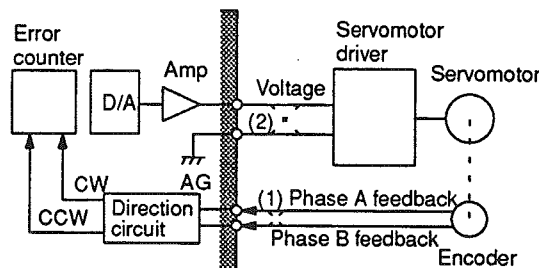 Error
counter
D/A
Amp
Voltage
(2)
AG
Servomotor
driver
Servomotor
CW
CCW
Direction
circuit
(1) Phase A feedback
Phase B feedback
Encoder